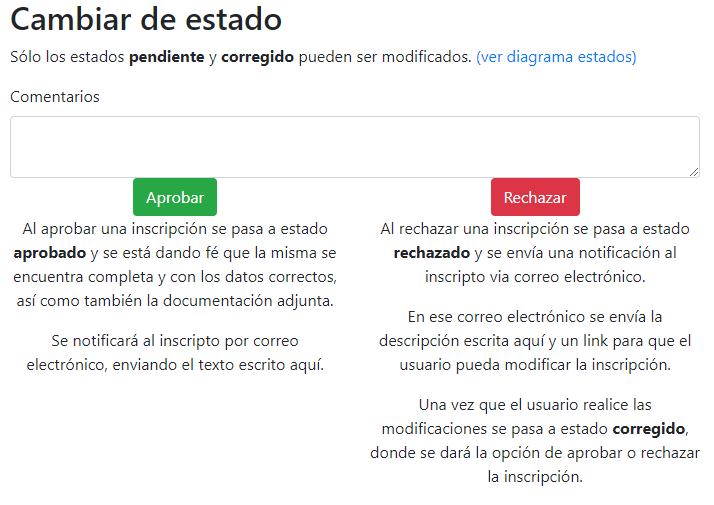 Cambiar de estado
Sólo los estados pendiente y corregido pueden ser modificados. (ver diagrama estados)
Comentarios
Aprobar
Al aprobar una inscripción se pasa a estado
aprobado y se está dando fé que la misma se
encuentra completa y con los datos correctos,
así como también la documentación adjunta.
Se notificará al inscripto por correo
electrónico, enviando el texto escrito aquí.
Rechazar
Al rechazar una inscripción se pasa a estado
rechazado y se envía una notificación al
inscripto via correo electrónico.
En ese correo electrónico se envía la
descripción escrita aquí y un link para que el
usuario pueda modificar la inscripción.
Una vez que el usuario realice las
modificaciones se pasa a estado corregido,
donde se dará la opción de aprobar o rechazar
la inscripción.